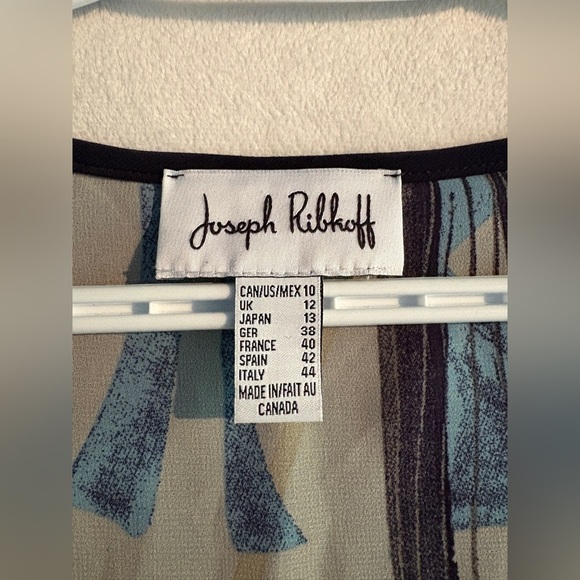 Joseph Ribkoff
CAN/US/MEX 10
UK 12
JAPAN 13
GER 38
FRANCE 40
SPAIN 42
ITALY 44
MADE IN/FAIT AU
CANADA